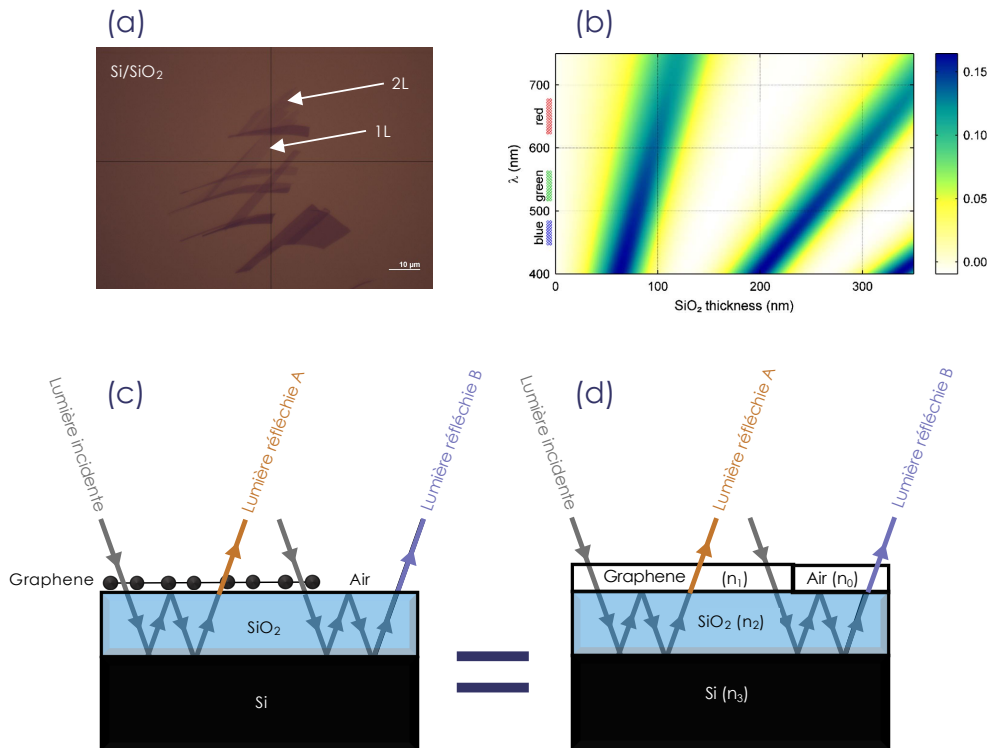 (a)
Si/SiO₂
2L
1L
10 µm
(b)
700
600
500
400
λ (nm)
red
green
blue
0
100
200
300
SiO₂ thickness (nm)
0.15
0.10
0.05
0.00
(c)
Lumière incidente
Lumière réfléchie A
Lumière réfléchie B
Graphene
Air
SiO₂
Si
(d)
Lumière incidente
Lumière réfléchie A
Lumière réfléchie B
Graphene (n₁)
Air (n₀)
SiO₂ (n₂)
Si (n₃)